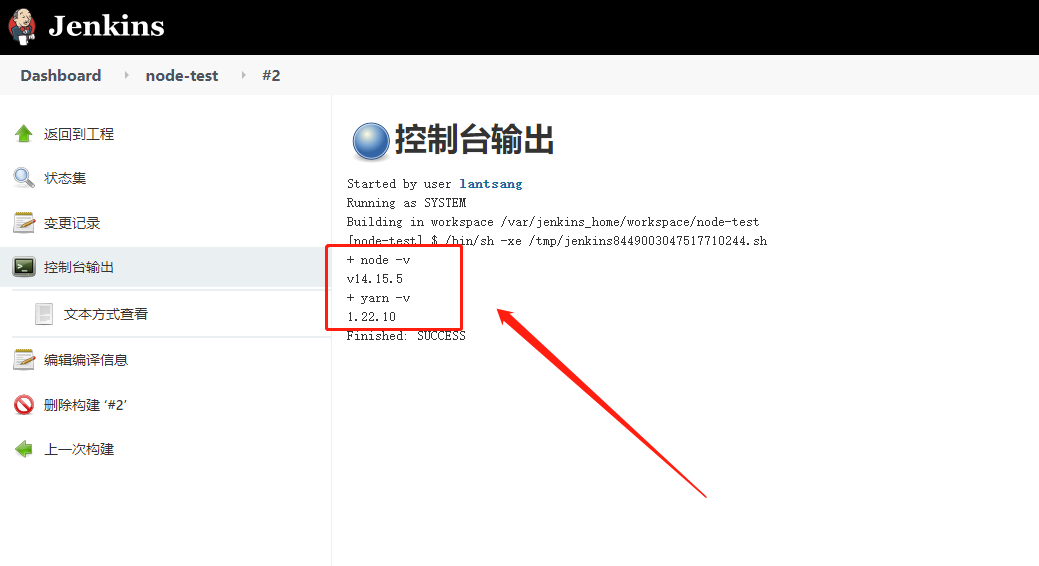 Jenkins
Dashboard
node-test
#2
返回到工程
状态集
变更记录
控制台输出
文本方式查看
编辑编译信息
删除构建 ‘#2’
上一次构建
控制台输出
Started by user lantsang
Running as SYSTEM
Building in workspace /var/jenkins_home/workspace/node-test
[node-test] $ /bin/sh -xe /tmp/jenkins8449003047517710244.sh
+ node -v
v14.15.5
+ yarn -v
1.22.10
Finished: SUCCESS